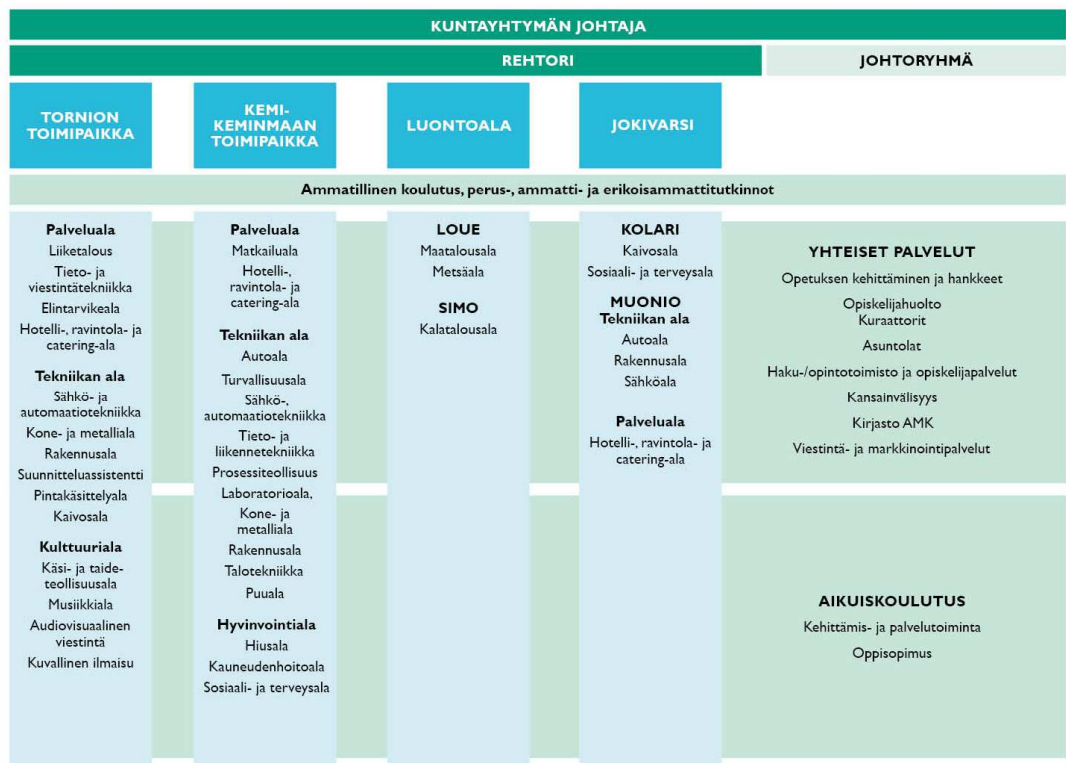 KUNTAYHTYMÄN JOHTAJA
REHTORI
JOHTORYHMÄ
TORNION
TOIMIPAIKKA
KEMI-
KEMINMAAN
TOIMIPAIKKA
LUONTOALA
JOKIVARSI
Ammatillinen koulutus, perus-, ammatti- ja erikoisammattitutkinnot
Palveluala
Liiketalous
Tieto- ja
viestintätekniikka
Elintarvikeala
Hotelli-, ravintola- ja
catering-ala
Tekniikan ala
Sähkö- ja
automaatiotekniikka
Kone- ja metalliala
Rakennusala
Suunnitteluassistentti
Pintakäsittelyala
Kaivosala
Kulttuuriala
Käsi- ja taide-
teollisuusala
Musiikkiala
Audiovisuaalinen
viestintä
Kuvallinen ilmaisu
Palveluala
Matkailuala
Hotelli-,
ravintola- ja
catering-ala
Tekniikan ala
Autoala
Turvallisuusala
Sähkö-,
automaatiotekniikka
Tieto- ja
liikennetekniikka
Prosessiteollisuus
Laboratorioala,
Kone- ja
metalliala
Rakennusala
Talotekniikka
Puuala
Hyvinvointiala
Hiusala
Kauneudenhoitoala
Sosiaali- ja terveysala
LOUE
Maatalousala
Metsäala
SIMO
Kalatalousala
KOLARI
Kaivosala
Sosiaali- ja terveysala
MUONIO
Tekniikan ala
Autoala
Rakennusala
Sähköala
Palveluala
Hotelli-, ravintola- ja
catering-ala
YHTEISET PALVELUT
Opetuksen kehittäminen ja hankkeet
Opiskelijahuolto
Kuraattorit
Asuntolat
Haku-/opintotoimisto ja opiskelijapalvelut
Kansainvälisyys
Kirjasto AMK
Viestintä- ja markkinointipalvelut
AIKUISKOULUTUS
Kehittämis- ja palvelutoiminta
Oppisopimus